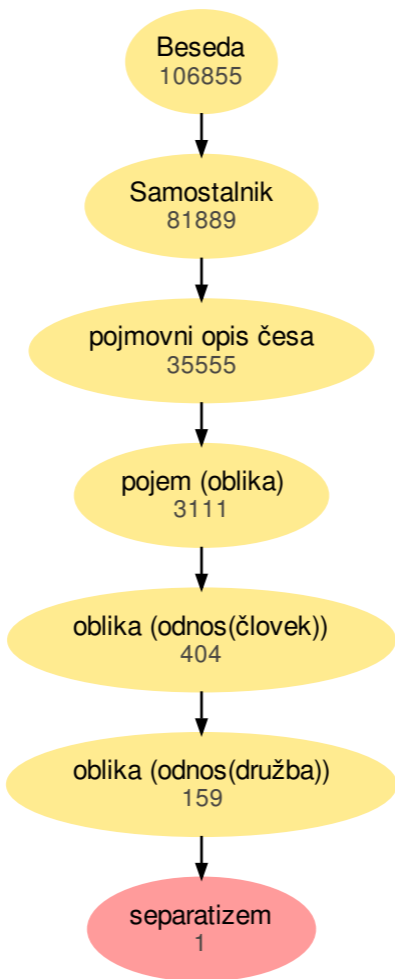 Beseda
106855
Samostalnik
81889
pojmovni opis česa
35555
pojem (oblika)
3111
oblika (odnos(človek))
404
oblika (odnos(družba))
159
separatizem
1